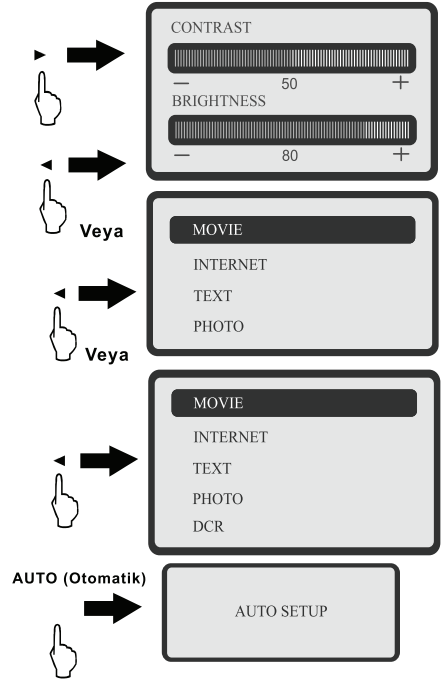 CONTRAST
— 50 +
BRIGHTNESS
— 80 +
Veya
MOVIE
INTERNET
TEXT
PHOTO
Veya
MOVIE
INTERNET
TEXT
PHOTO
DCR
AUTO (Otomatik)
AUTO SETUP